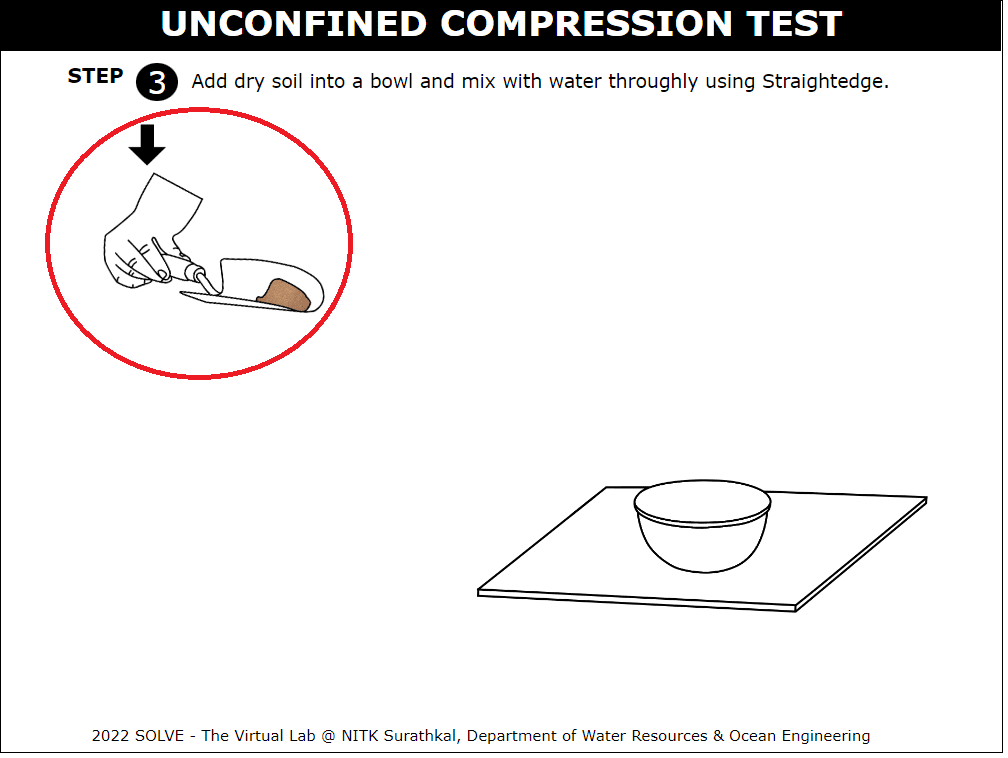 UNCONFINED COMPRESSION TEST
STEP 3 Add dry soil into a bowl and mix with water throughly using Straightedge.
2022 SOLVE - The Virtual Lab @ NITK Surathkal, Department of Water Resources & Ocean Engineering